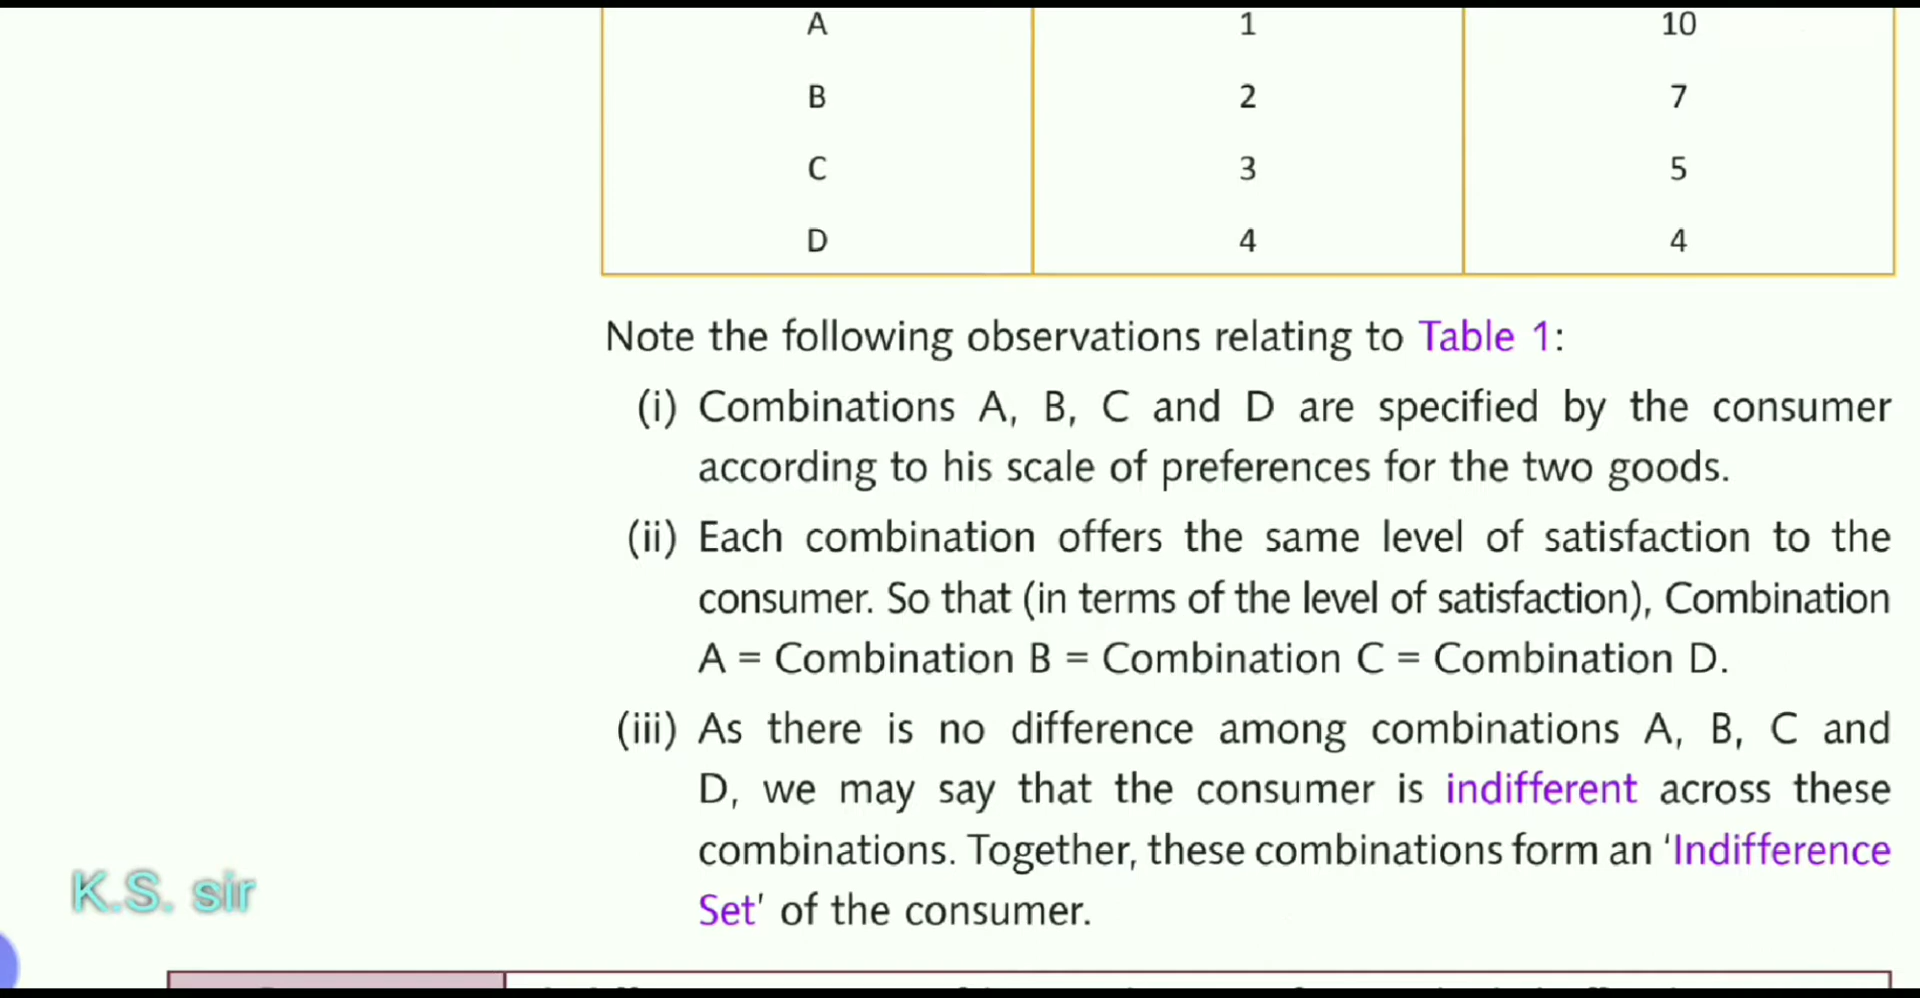 A 1 10
B 2 7
C 3 5
D 4 4
Note the following observations relating to Table 1:
(i) Combinations A, B, C and D are specified by the consumer
according to his scale of preferences for the two goods.
(ii) Each combination offers the same level of satisfaction to the
consumer. So that (in terms of the level of satisfaction), Combination
A = Combination B = Combination C = Combination D.
(iii) As there is no difference among combinations A, B, C and
D, we may say that the consumer is indifferent across these
combinations. Together, these combinations form an 'Indifference
Set' of the consumer.
K.S. sir